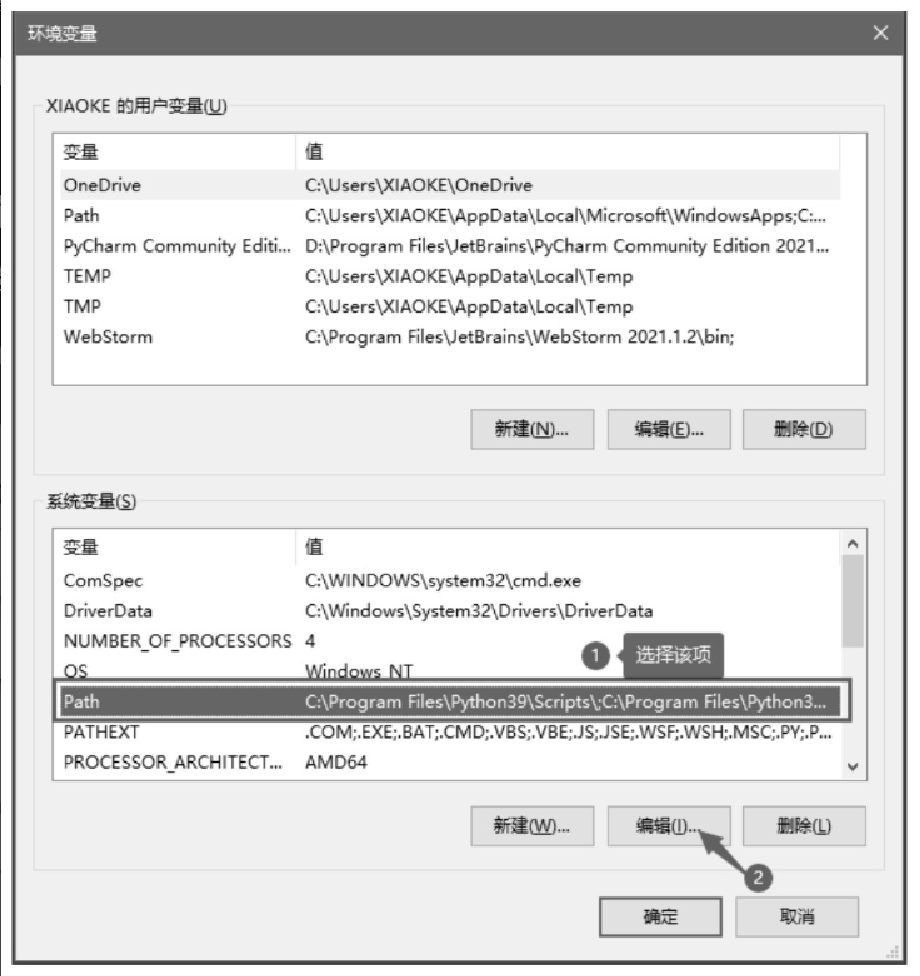 环境变量
XIAOKE 的用户变量(U)
变量 值
OneDrive C:\Users\XIAOKE\OneDrive
Path C:\Users\XIAOKE\AppData\Local\Microsoft\WindowsApps;C:...
PyCharm Community Editi... D:\Program Files\JetBrains\PyCharm Community Edition 2021...
TEMP C:\Users\XIAOKE\AppData\Local\Temp
TMP C:\Users\XIAOKE\AppData\Local\Temp
WebStorm C:\Program Files\JetBrains\WebStorm 2021.1.2\bin;
新建(N)... 编辑(E)... 删除(D)
系统变量(S)
变量 值
ComSpec C:\WINDOWS\system32\cmd.exe
DriverData C:\Windows\System32\Drivers\DriverData
NUMBER_OF_PROCESSORS 4
1 选择该项
OS Windows_NT
Path C:\Program Files\Python39\Scripts\;C:\Program Files\Python3...
PATHEXT .COM;.EXE;.BAT;.CMD;.VBS;.VBE;.JS;.JSE;.WSF;.WSH;.MSC;.PY;.P...
PROCESSOR_ARCHITECT... AMD64
新建(W)... 编辑(I)... 删除(L)
2
确定 取消